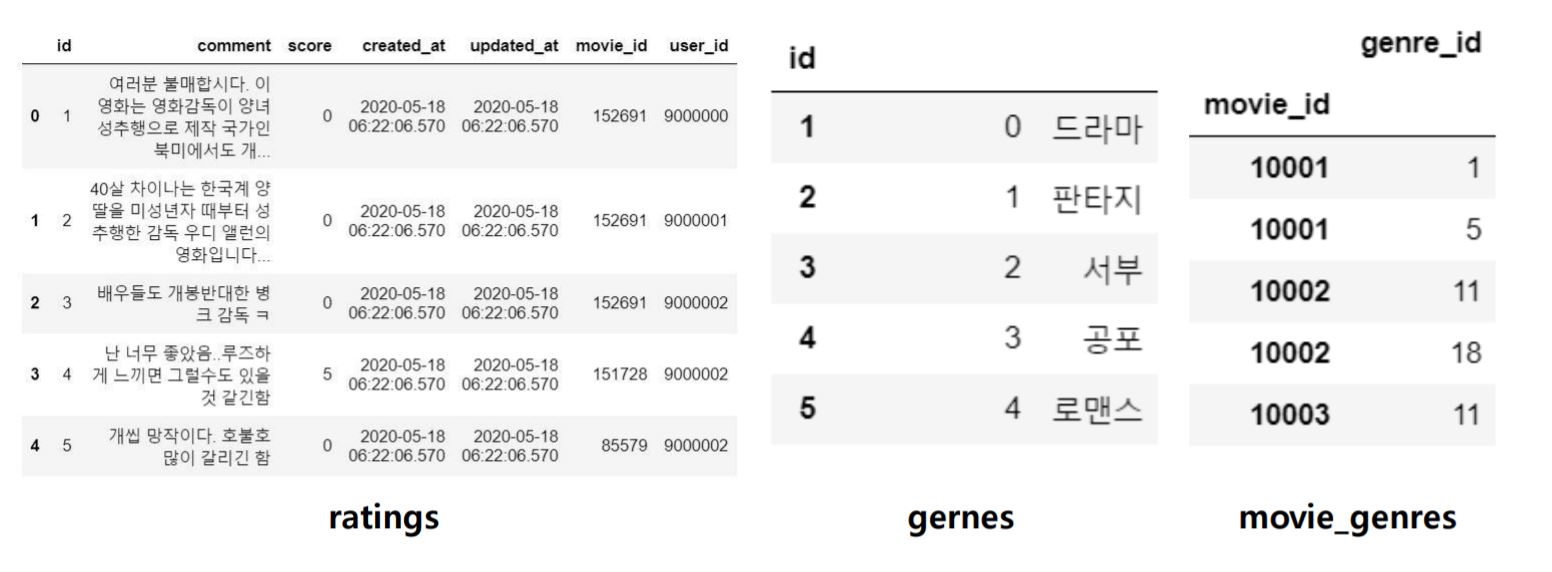 id comment score created_at updated_at movie_id user_id
여러분 불매합시다. 이
영화는 영화감독이 양녀
0 1 성추행으로 제작 국가인 0 2020-05-18 06:22:06.570 2020-05-18 06:22:06.570 152691 9000000
북미에서도 개...
40살 차이나는 한국계 양
딸을 미성년자 때부터 성
1 2 추행한 감독 우디 앨런의 0 2020-05-18 06:22:06.570 2020-05-18 06:22:06.570 152691 9000001
영화입니다...
배우들도 개봉반대한 병
2 3 크 감독 ㅋ 0 2020-05-18 06:22:06.570 2020-05-18 06:22:06.570 152691 9000002
난 너무 좋았음..루즈하
3 4 게 느끼면 그럴수도 있을 5 2020-05-18 06:22:06.570 2020-05-18 06:22:06.570 151728 9000002
것 같긴함
개씹 망작이다. 호불호
4 5 많이 갈리긴 함 0 2020-05-18 06:22:06.570 2020-05-18 06:22:06.570 85579 9000002
ratings
id
1 0 드라마
2 1 판타지
3 2 서부
4 3 공포
5 4 로맨스
gernes
genre_id
movie_id
10001 1
10001 5
10002 11
10002 18
10003 11
movie_genres